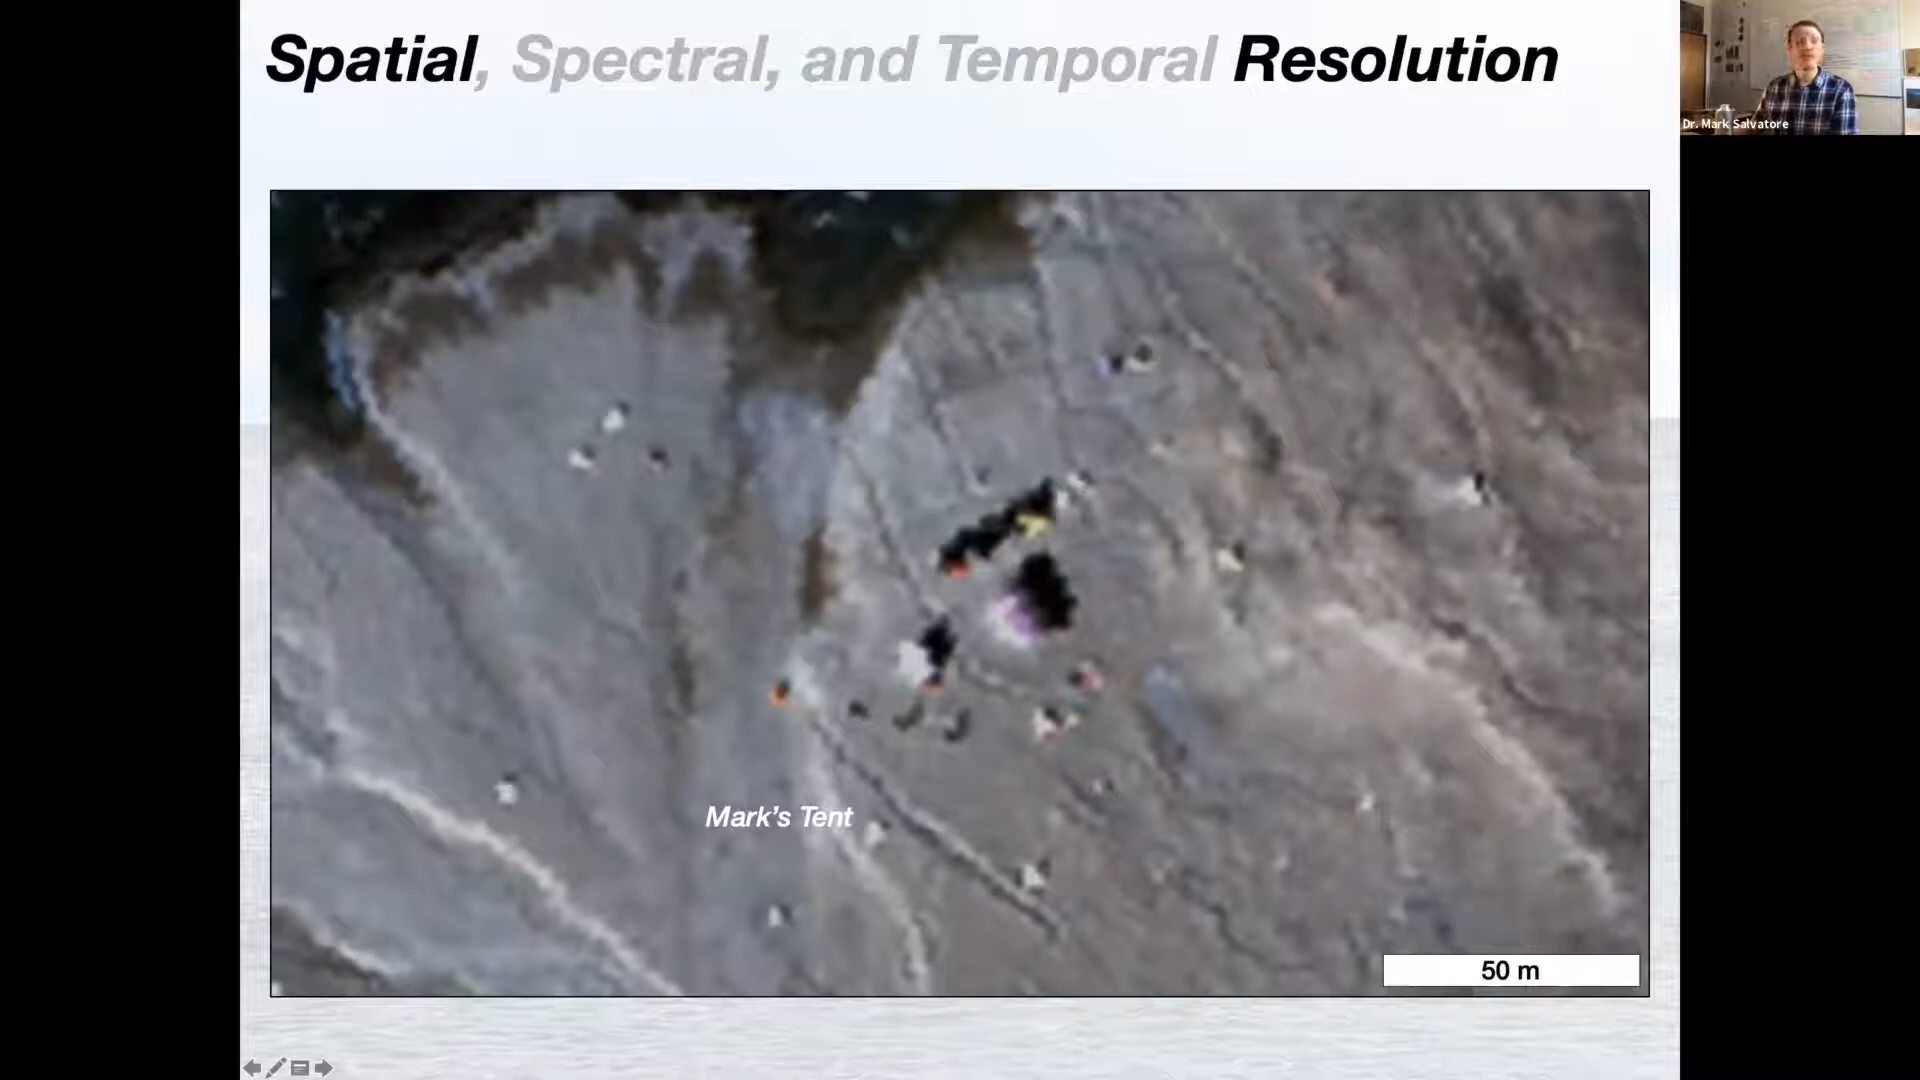 Spatial, Spectral, and Temporal Resolution
Dr. Mark Salvatore
Mark's Tent
50 m